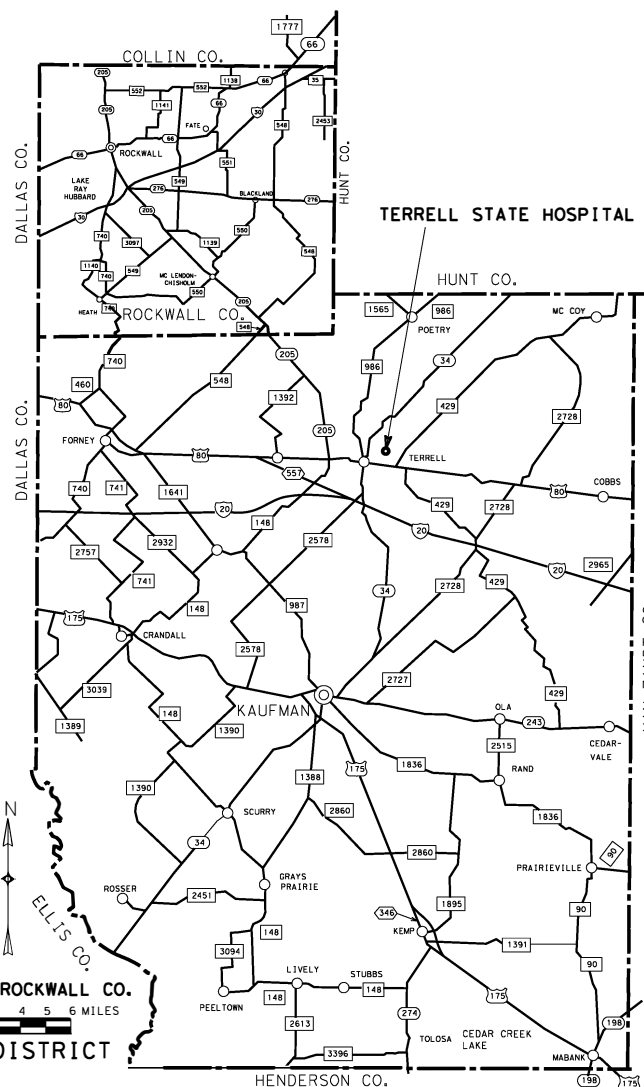 1777
66
COLLIN CO.
205
552
552
1138
66
35
205
1141
66
30
2453
FATE
548
66
66
ROCKWALL
551
DALLAS CO.
LAKE
RAY
HUBBARD
549
276
BLACKLAND
276
HUNT CO.
205
30
740
3097
1139
550
548
1140
740
549
MC LENDON-
CHISHOLM
550
HEATH
740
205
ROCKWALL CO.
548
TERRELL STATE HOSPITAL
HUNT CO.
1565
986
POETRY
MC COY
740
205
986
34
548
460
1392
429
2728
80
205
DALLAS CO.
FORNEY
80
TERRELL
557
80
COBBS
740
741
1641
20
148
429
2728
2757
2932
2578
20
20
2965
741
148
987
34
2728
429
175
CRANDALL
2578
3039
2727
429
1389
148
1390
KAUFMAN
OLA
243
CEDAR-
VALE
2515
1388
175
1836
RAND
1390
2860
1836
SCURRY
34
2860
PRAIRIEVILLE
90
N
ROSSER
2451
GRAYS
PRAIRIE
1895
346
KEMP
90
ELLIS CO.
148
1391
3094
90
ROCKWALL CO.
LIVELY
STUBBS
PEELTOWN
148
148
175
4 5 6 MILES
2613
274
198
DISTRICT
TOLOSA
CEDAR CREEK
LAKE
3396
MABANK
HENDERSON CO.
198
175